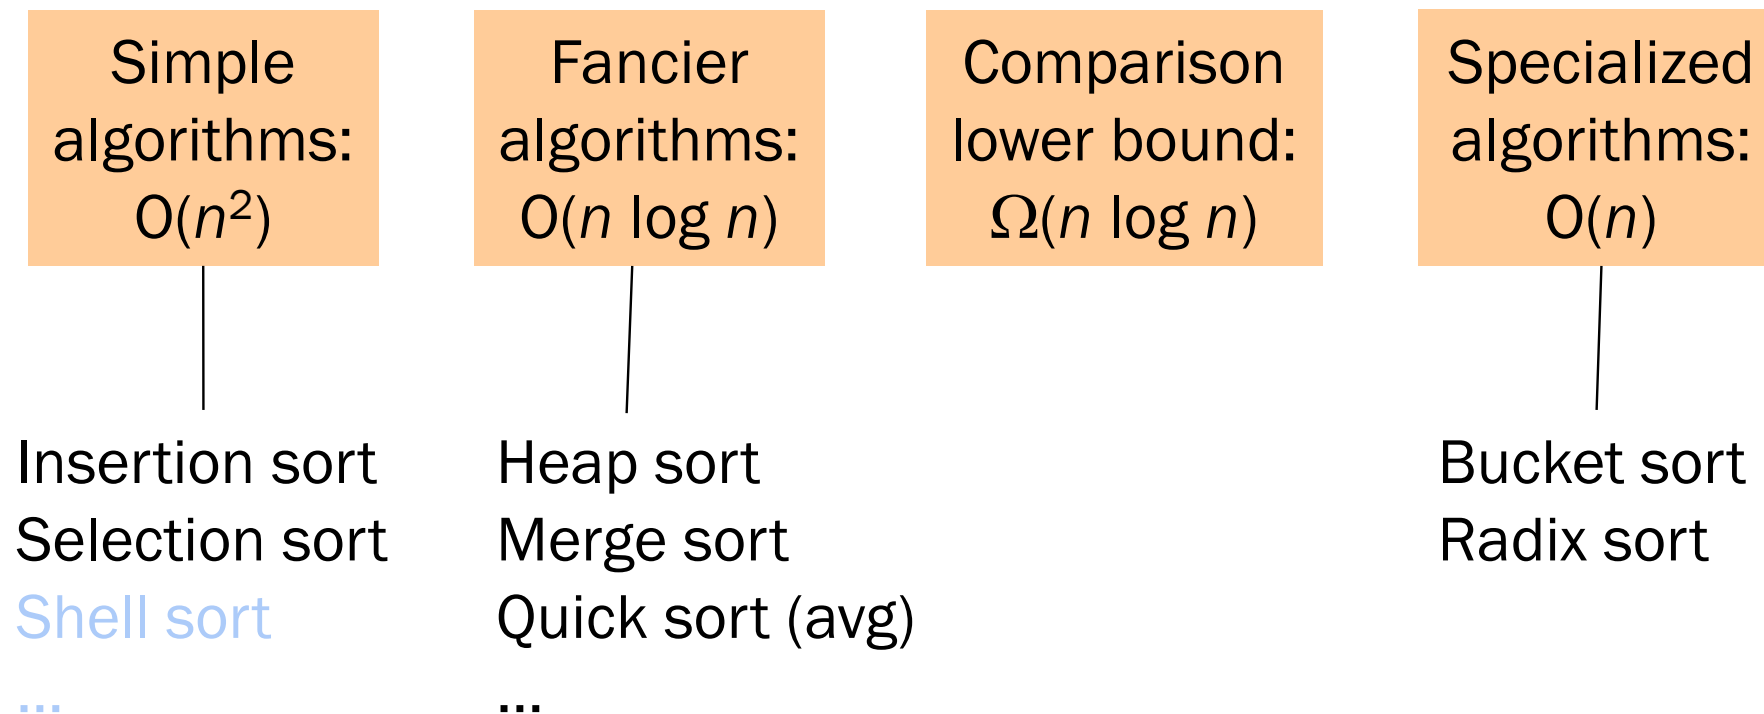 Simple
algorithms:
O(n²)
Fancier
algorithms:
O(n log n)
Comparison
lower bound:
Ω(n log n)
Specialized
algorithms:
O(n)
Insertion sort
Selection sort
Shell sort
...
Heap sort
Merge sort
Quick sort (avg)
...
Bucket sort
Radix sort